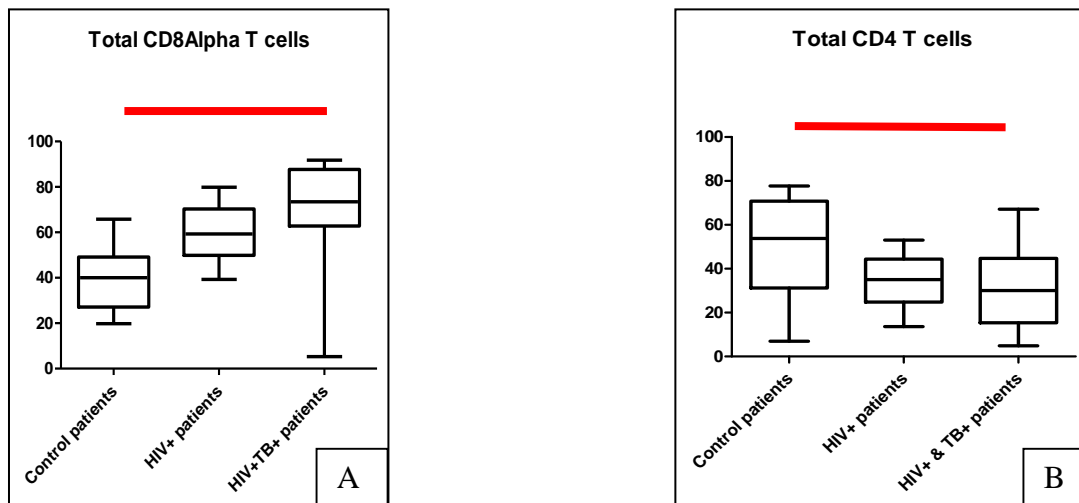 Total CD8Alpha T cells
100
80
60
40
20
0
Control patients
HIV+ patients
HIV+TB+ patients
A
Total CD4 T cells
100
80
60
40
20
0
Control patients
HIV+ patients
HIV+ & TB+ patients
B